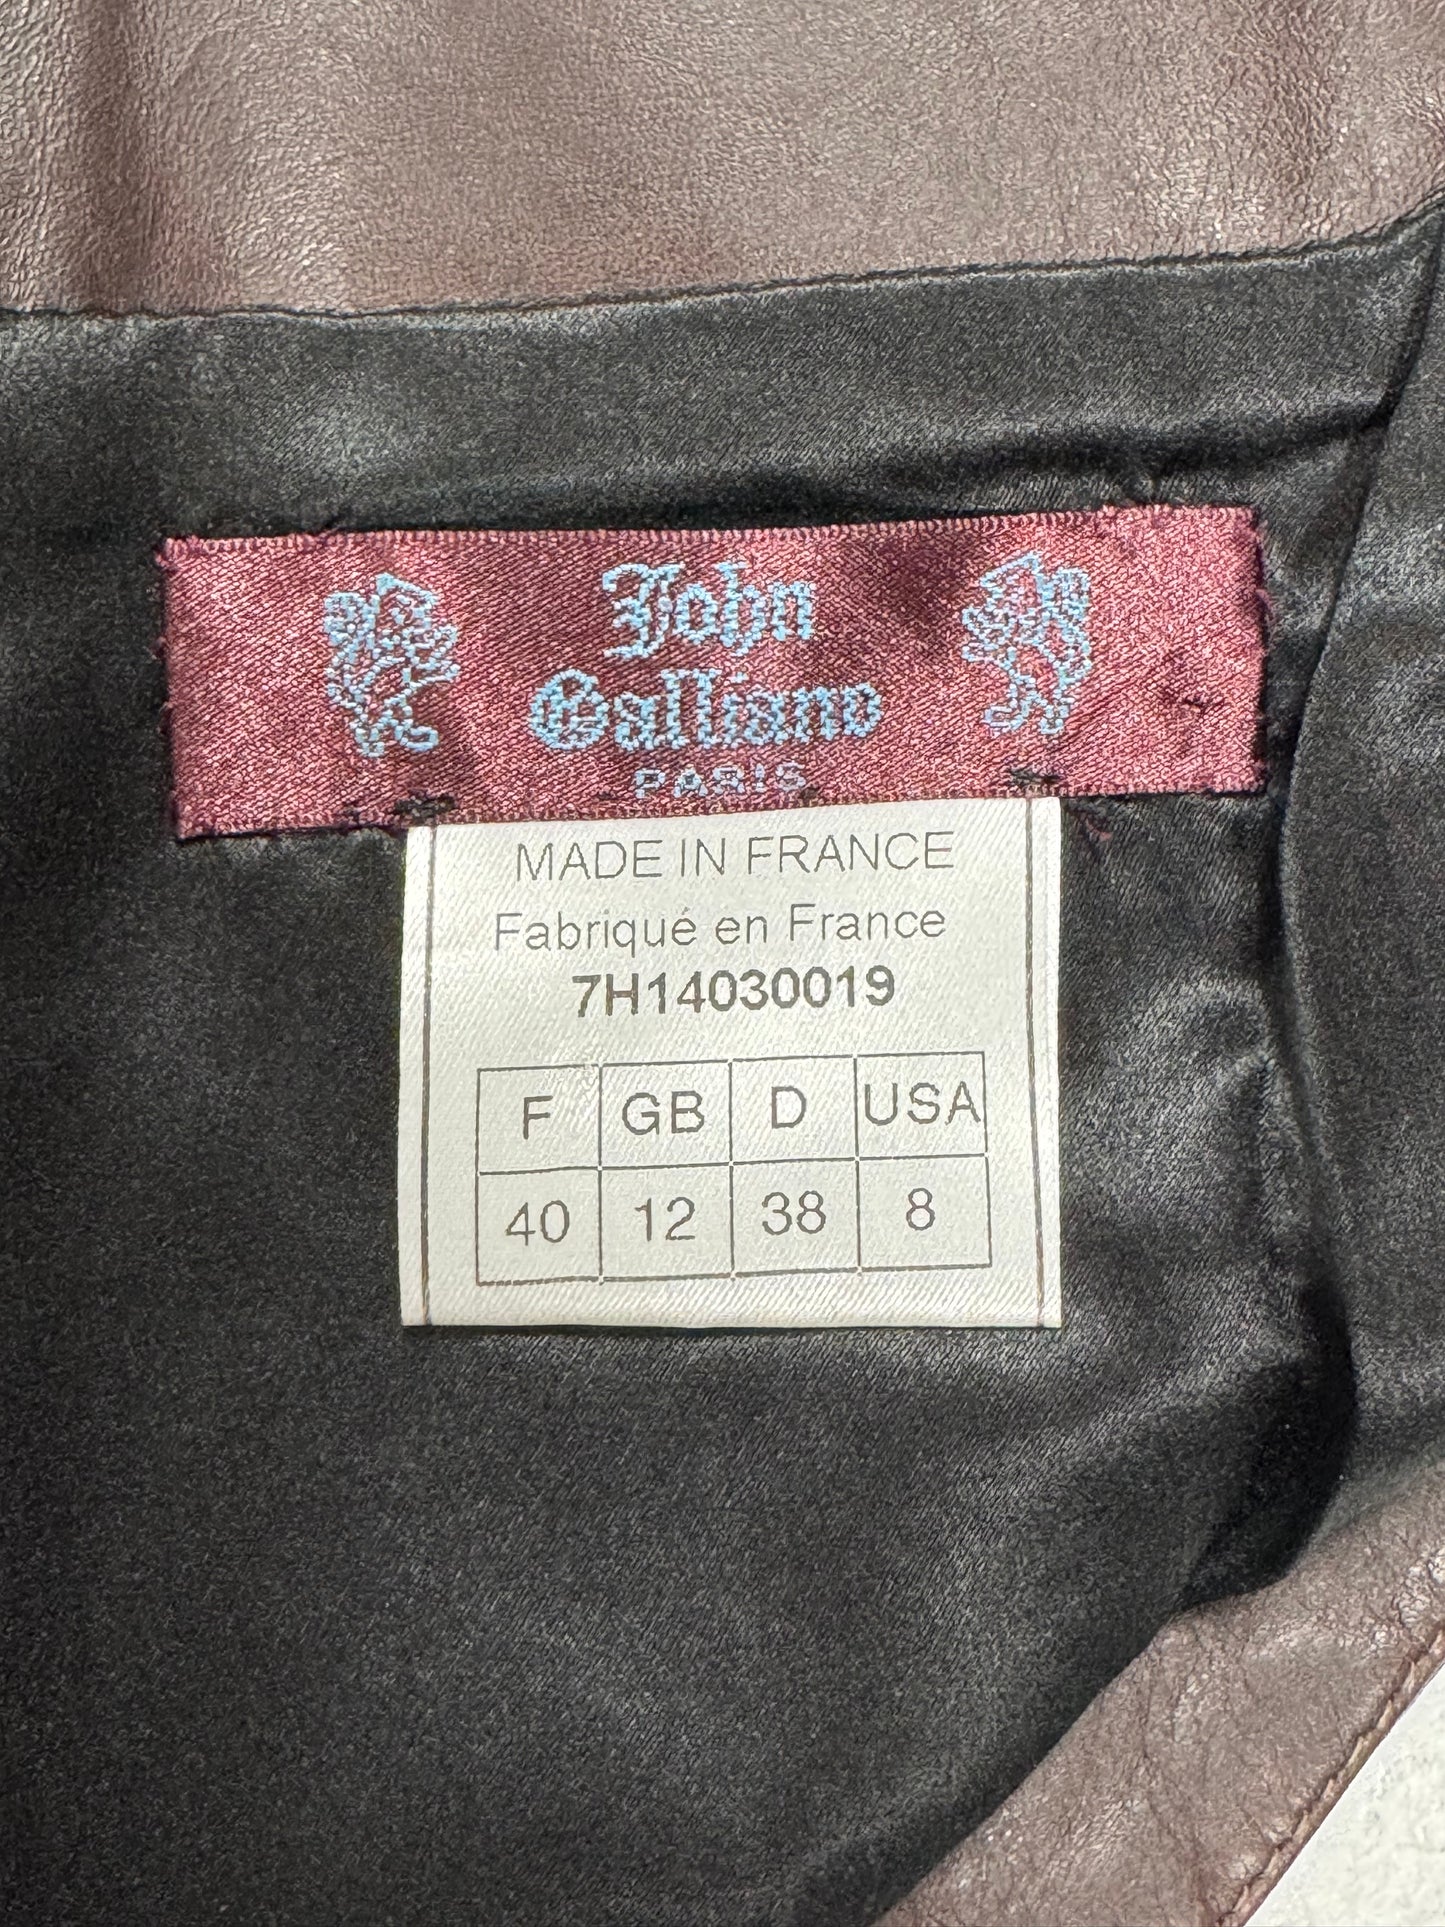 John
Galliano
PARIS
MADE IN FRANCE
Fabriqué en France
7H14030019
F GB D USA
40 12 38 8